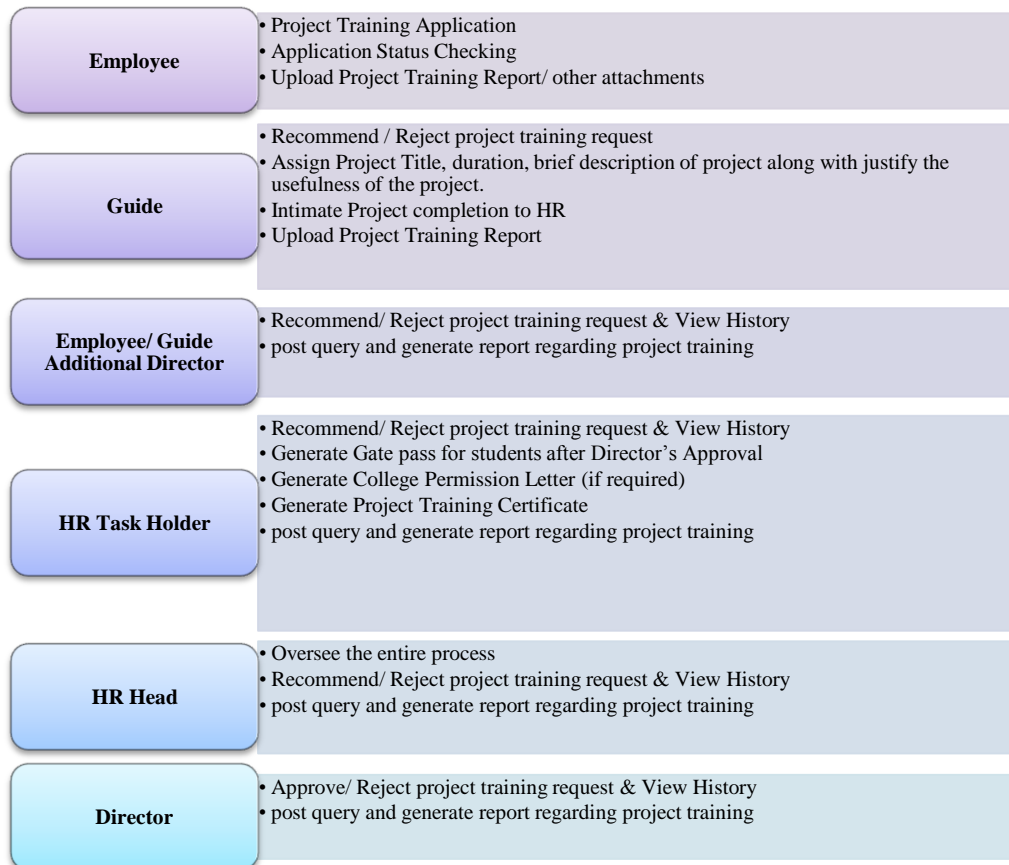 Employee
• Project Training Application
• Application Status Checking
• Upload Project Training Report/ other attachments
Guide
• Recommend / Reject project training request
• Assign Project Title, duration, brief description of project along with justify the
usefulness of the project.
• Intimate Project completion to HR
• Upload Project Training Report
Employee/ Guide
Additional Director
• Recommend/ Reject project training request & View History
• post query and generate report regarding project training
HR Task Holder
• Recommend/ Reject project training request & View History
• Generate Gate pass for students after Director’s Approval
• Generate College Permission Letter (if required)
• Generate Project Training Certificate
• post query and generate report regarding project training
HR Head
• Oversee the entire process
• Recommend/ Reject project training request & View History
• post query and generate report regarding project training
Director
• Approve/ Reject project training request & View History
• post query and generate report regarding project training